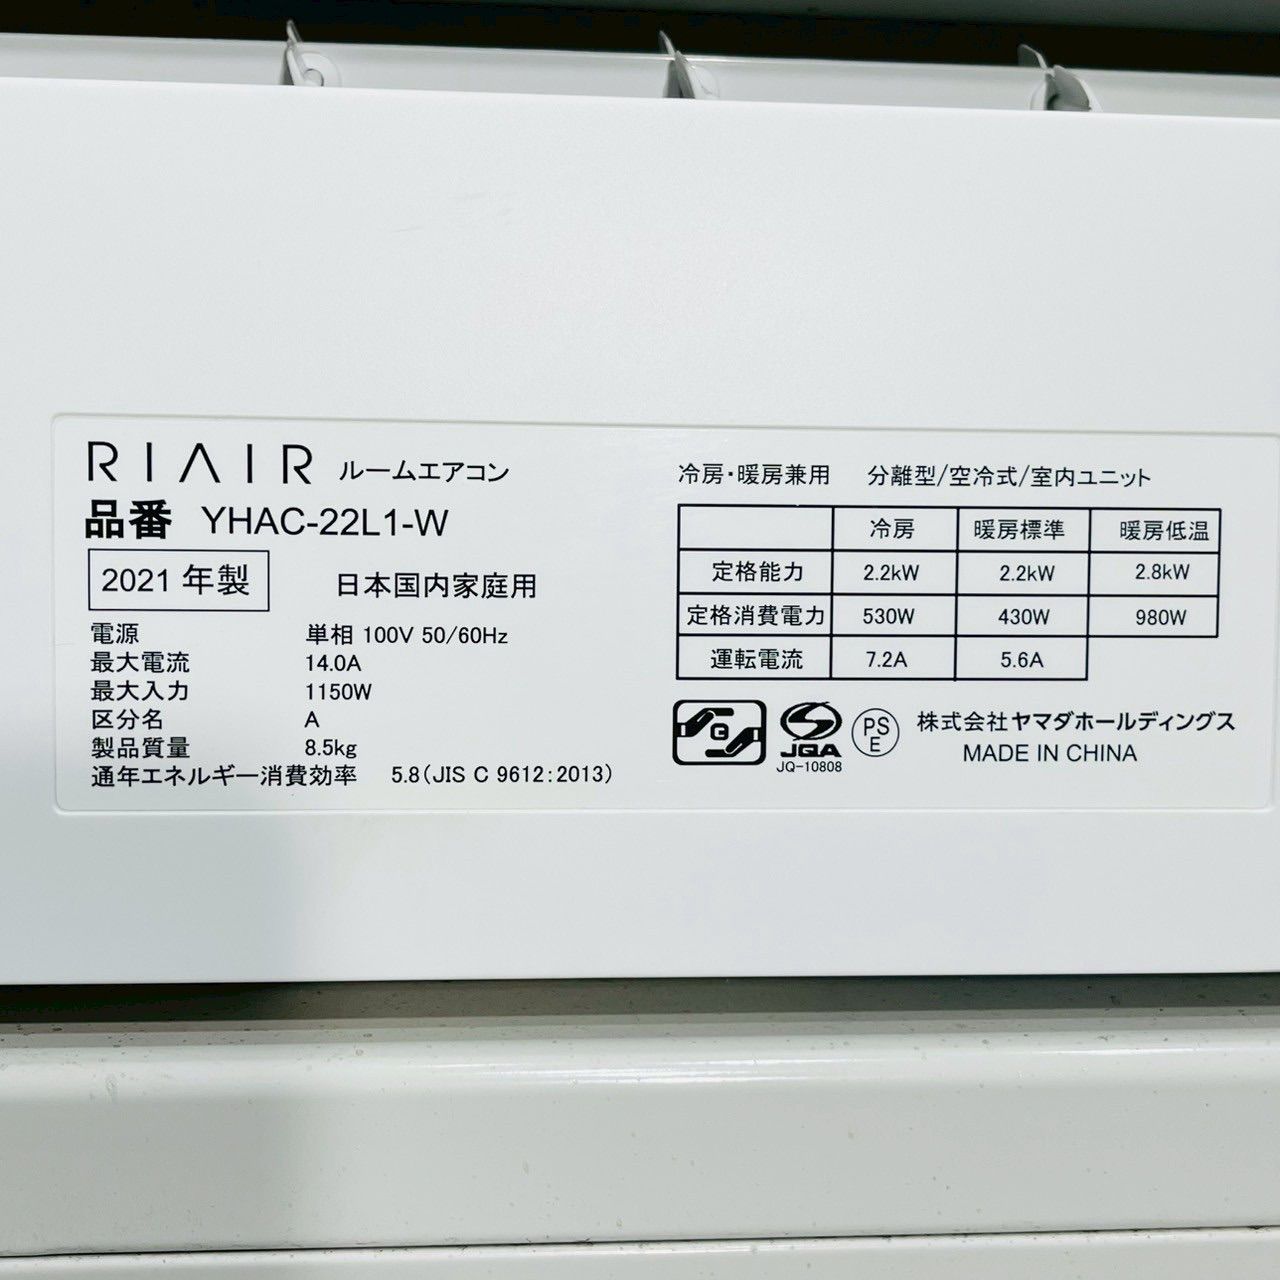 RIAIR ルームエアコン
品番 YHAC-22L1-W
2021 年製 日本国内家庭用
電源 単相 100V 50/60Hz
最大電流 14.0A
最大入力 1150W
区分名 A
製品質量 8.5kg
通年エネルギー消費効率 5.8(JIS C 9612:2013)
冷房・暖房兼用 分離型/空冷式/室内ユニット
冷房 暖房標準 暖房低温
定格能力 2.2kW 2.2kW 2.8kW
定格消費電力 530W 430W 980W
運転電流 7.2A 5.6A
G
JQA
JQ-10808
PS
E
株式会社ヤマダホールディングス
MADE IN CHINA